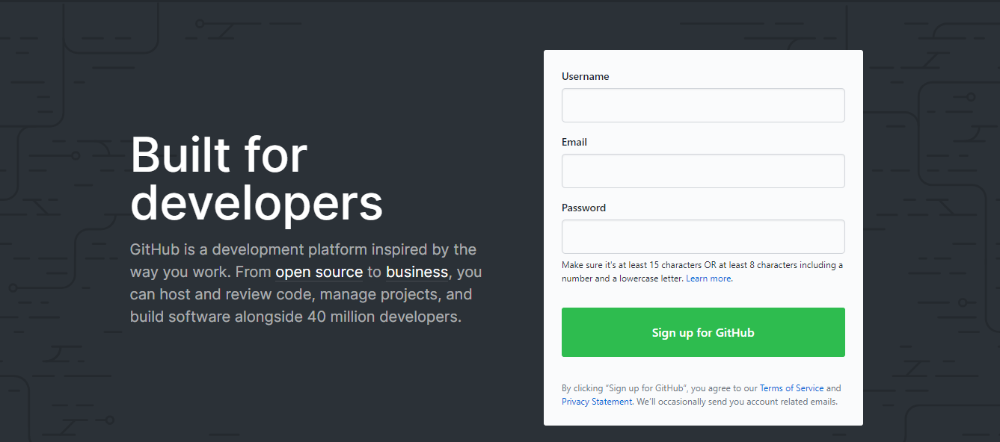 Built for
developers
GitHub is a development platform inspired by the
way you work. From open source to business, you
can host and review code, manage projects, and
build software alongside 40 million developers.
Username
Email
Password
Make sure it's at least 15 characters OR at least 8 characters including a
number and a lowercase letter. Learn more.
Sign up for GitHub
By clicking “Sign up for GitHub”, you agree to our Terms of Service and
Privacy Statement. We’ll occasionally send you account related emails.